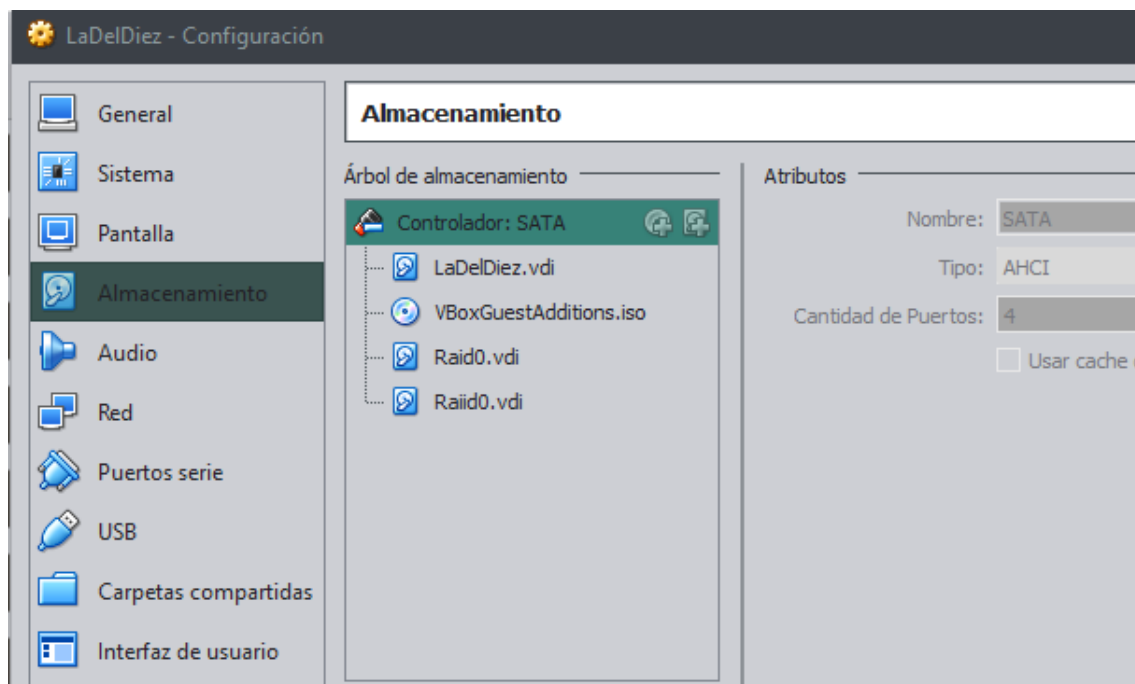 LaDelDiez - Configuración
General
Sistema
Pantalla
Almacenamiento
Audio
Red
Puertos serie
USB
Carpetas compartidas
Interfaz de usuario
Almacenamiento
Árbol de almacenamiento
Controlador: SATA
LaDelDiez.vdi
VBoxGuestAdditions.iso
Raid0.vdi
Raiid0.vdi
Atributos
Nombre: SATA
Tipo: AHCI
Cantidad de Puertos: 4
Usar cache